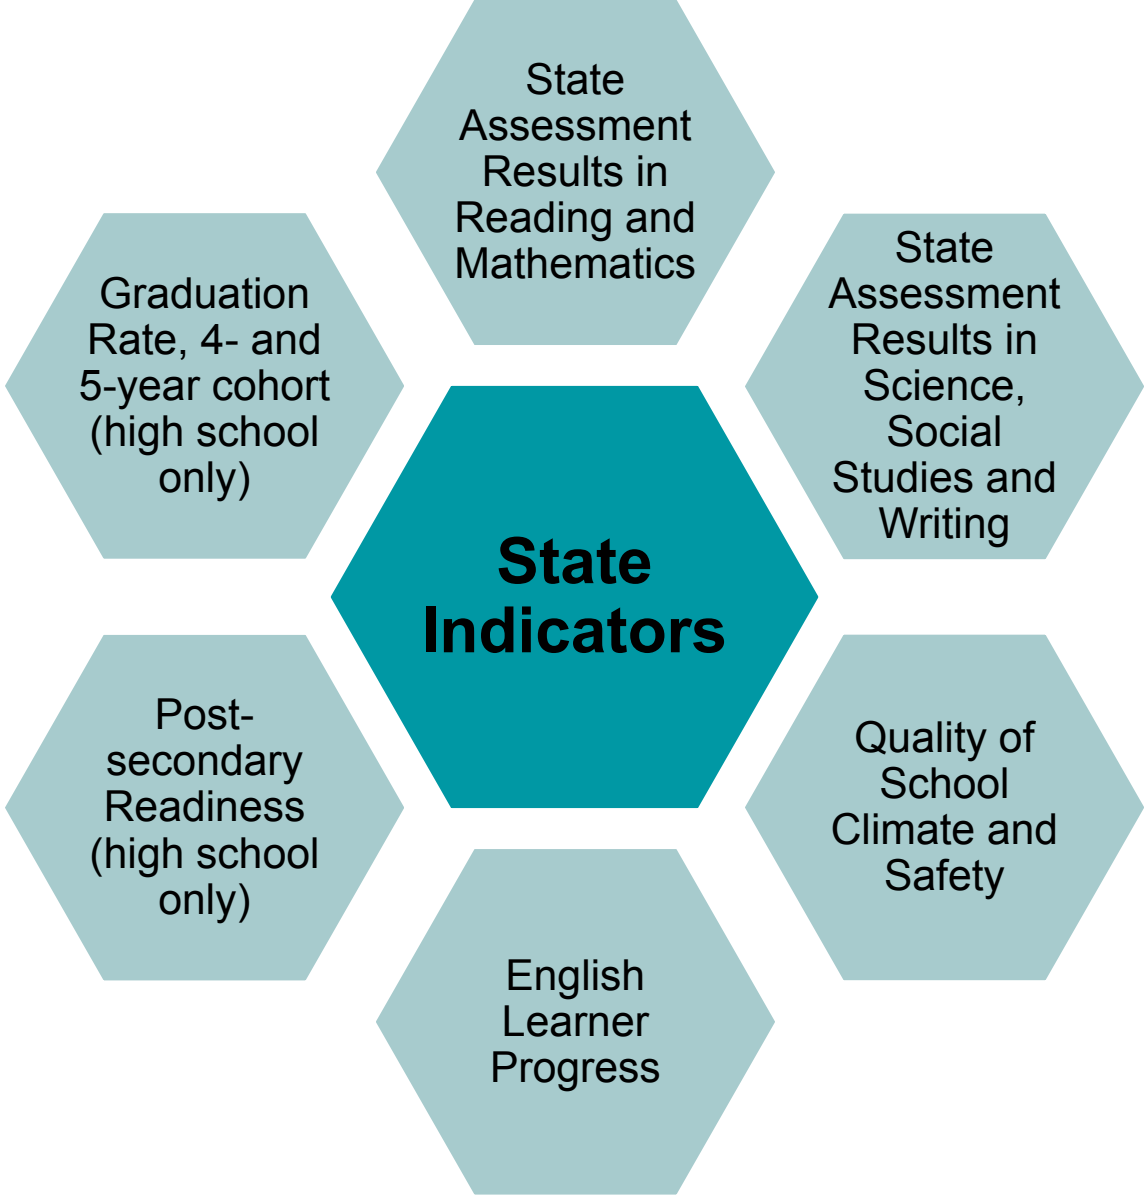 State
Assessment
Results in
Reading and
Mathematics
State
Assessment
Results in
Science,
Social
Studies and
Writing
Graduation
Rate, 4- and
5-year cohort
(high school
only)
State
Indicators
Post-
secondary
Readiness
(high school
only)
Quality of
School
Climate and
Safety
English
Learner
Progress